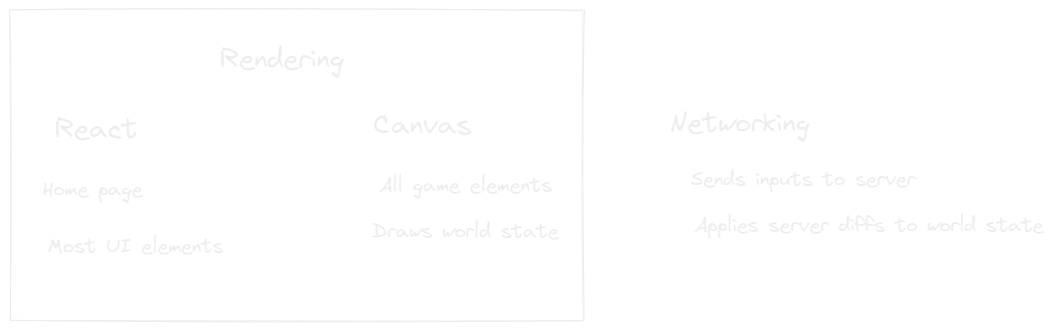 Rendering
React
Home page
Most UI elements
Canvas
All game elements
Draws world state
Networking
Sends inputs to server
Applies server diffs to world state